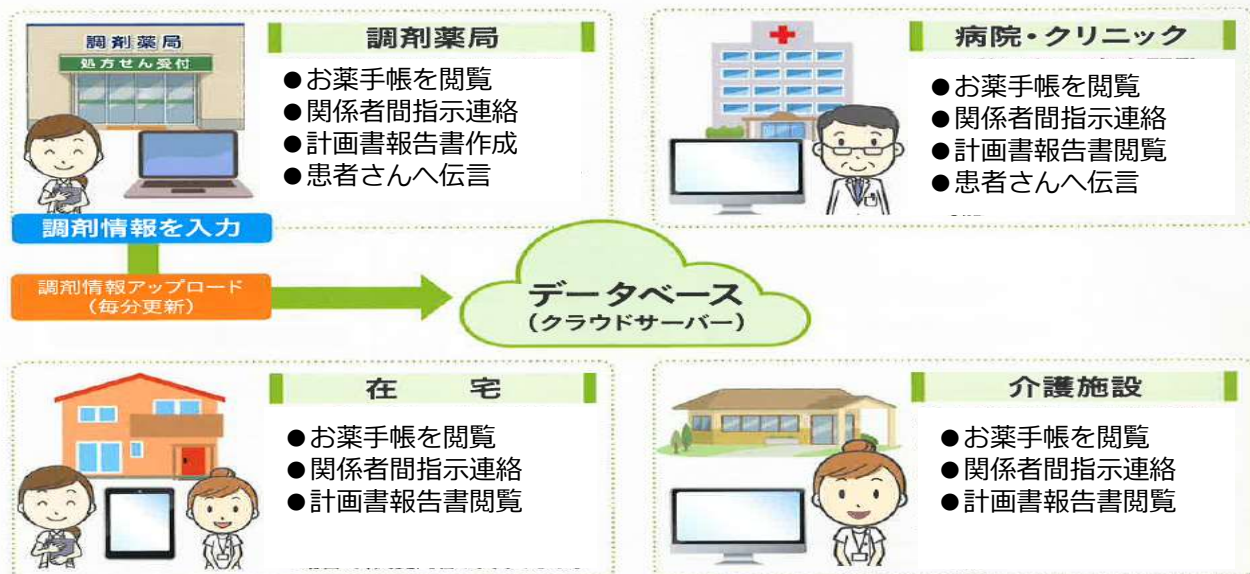 調剤薬局
処方せん受付
調剤薬局
●お薬手帳を閲覧
●関係者間指示連絡
●計画書報告書作成
●患者さんへ伝言
病院・クリニック
●お薬手帳を閲覧
●関係者間指示連絡
●計画書報告書閲覧
●患者さんへ伝言
調剤情報を入力
調剤情報アップロード
(毎分更新)
データベース
(クラウドサーバー)
在 宅
●お薬手帳を閲覧
●関係者間指示連絡
●計画書報告書閲覧
介護施設
●お薬手帳を閲覧
●関係者間指示連絡
●計画書報告書閲覧